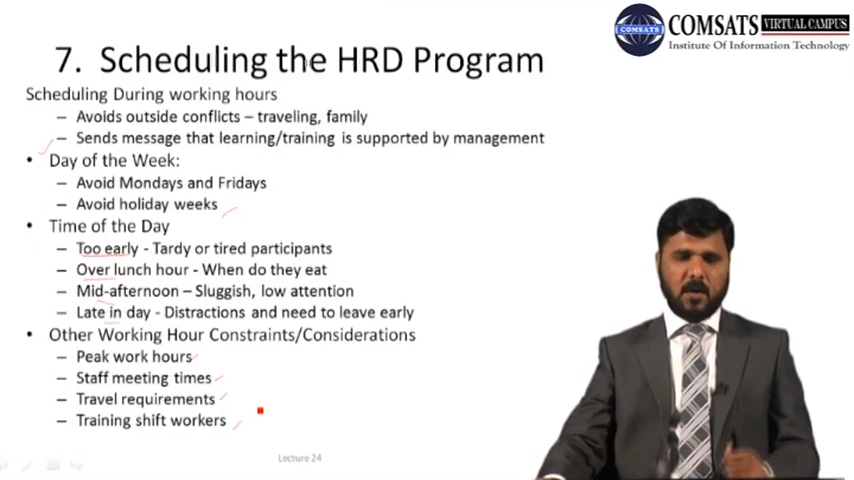 COMSATS VIRTUAL CAMPUS
Institute Of Information Technology
7. Scheduling the HRD Program
Scheduling During working hours
– Avoids outside conflicts – traveling, family
– Sends message that learning/training is supported by management
• Day of the Week:
– Avoid Mondays and Fridays
– Avoid holiday weeks
• Time of the Day
– Too early - Tardy or tired participants
– Over lunch hour - When do they eat
– Mid-afternoon – Sluggish, low attention
– Late in day - Distractions and need to leave early
• Other Working Hour Constraints/Considerations
– Peak work hours
– Staff meeting times
– Travel requirements
– Training shift workers
Lecture 24